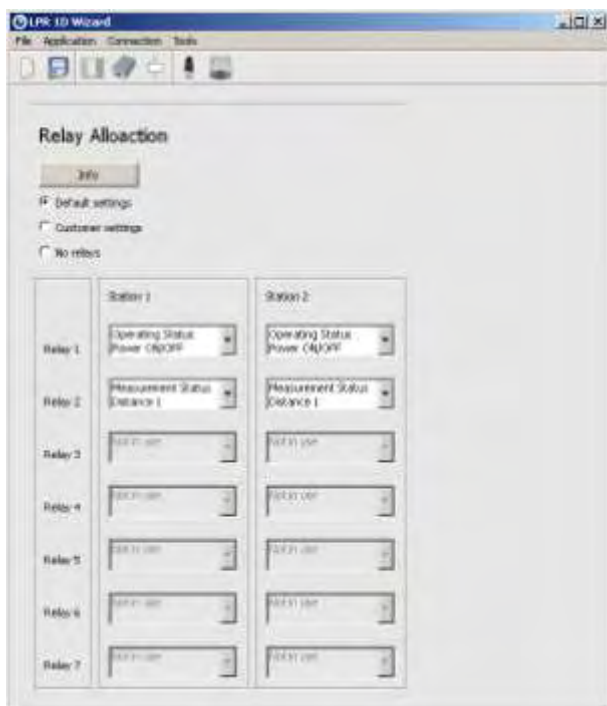 LPR 1D Wizard
File Application Connection Tools
Relay Alloaction
Info
Default settings
Customer settings
No relays
Station 1 Station 2
Relay 1 Operating Status Power ON/OFF Operating Status Power ON/OFF
Relay 2 Measurement Status Distance 1 Measurement Status Distance 1
Relay 3 Not in use Not in use
Relay 4 Not in use Not in use
Relay 5 Not in use Not in use
Relay 6 Not in use Not in use
Relay 7 Not in use Not in use